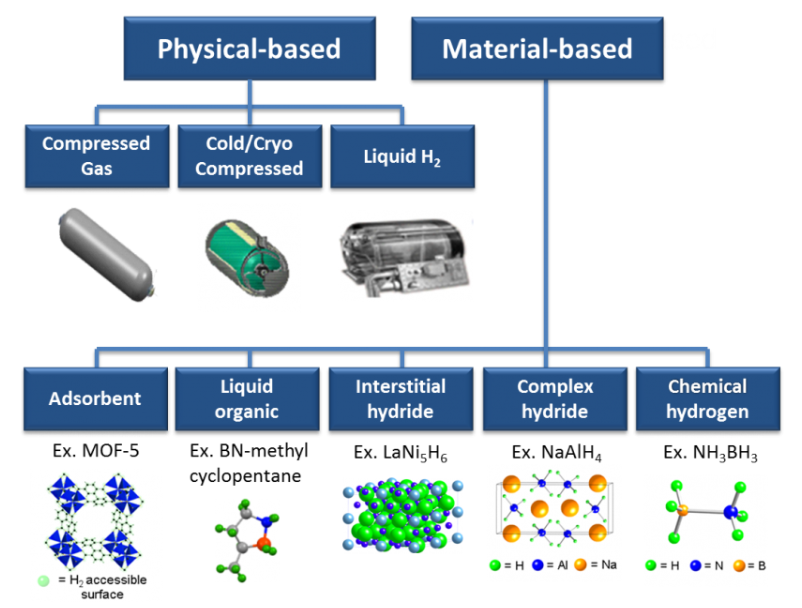 Physical-based
Material-based
Compressed
Gas
Cold/Cryo
Compressed
Liquid H₂
Adsorbent
Liquid
organic
Interstitial
hydride
Complex
hydride
Chemical
hydrogen
Ex. MOF-5
Ex. BN-methyl
cyclopentane
Ex. LaNi₅H₆
Ex. NaAlH₄
Ex. NH₃BH₃
= H₂ accessible
surface
= H = Al = Na
= H = N = B